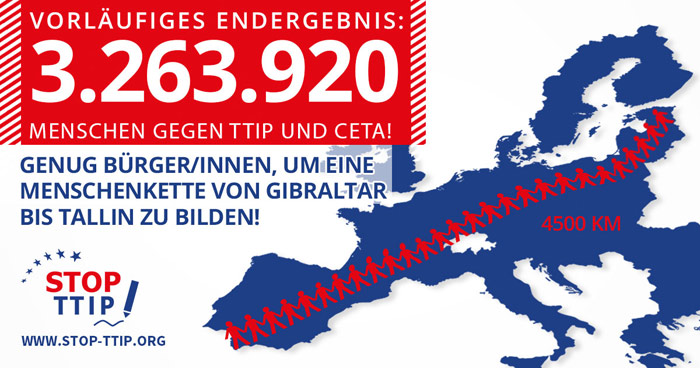 VORLÄUFIGES ENDERGEBNIS:
3.263.920
MENSCHEN GEGEN TTIP UND CETA!
GENUG BÜRGER/INNEN, UM EINE
MENSCHENKETTE VON GIBRALTAR
BIS TALLIN ZU BILDEN!
4500 KM
STOP
TTIP
WWW.STOP-TTIP.ORG